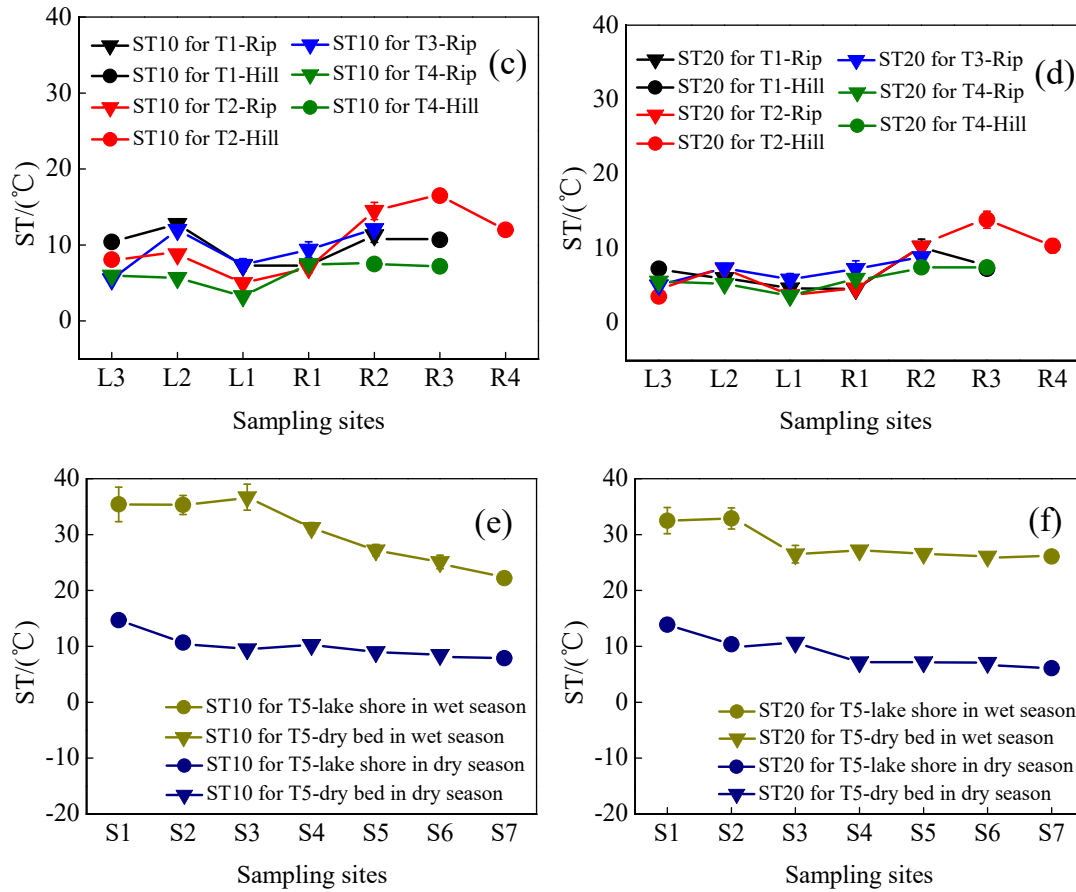 40
30
20
10
0
ST/(℃)
ST10 for T1-Rip
ST10 for T1-Hill
ST10 for T2-Rip
ST10 for T2-Hill
ST10 for T3-Rip
ST10 for T4-Rip
ST10 for T4-Hill
(c)
L3 L2 L1 R1 R2 R3 R4
Sampling sites
40
30
20
10
0
ST/(℃)
ST20 for T1-Rip
ST20 for T1-Hill
ST20 for T2-Rip
ST20 for T2-Hill
ST20 for T3-Rip
ST20 for T4-Rip
ST20 for T4-Hill
(d)
L3 L2 L1 R1 R2 R3 R4
Sampling sites
40
30
20
10
0
-10
-20
ST/(℃)
(e)
ST10 for T5-lake shore in wet season
ST10 for T5-dry bed in wet season
ST10 for T5-lake shore in dry season
ST10 for T5-dry bed in dry season
S1 S2 S3 S4 S5 S6 S7
Sampling sites
40
30
20
10
0
-10
-20
ST/(℃)
(f)
ST20 for T5-lake shore in wet season
ST20 for T5-dry bed in wet season
ST20 for T5-lake shore in dry season
ST20 for T5-dry bed in dry season
S1 S2 S3 S4 S5 S6 S7
Sampling sites